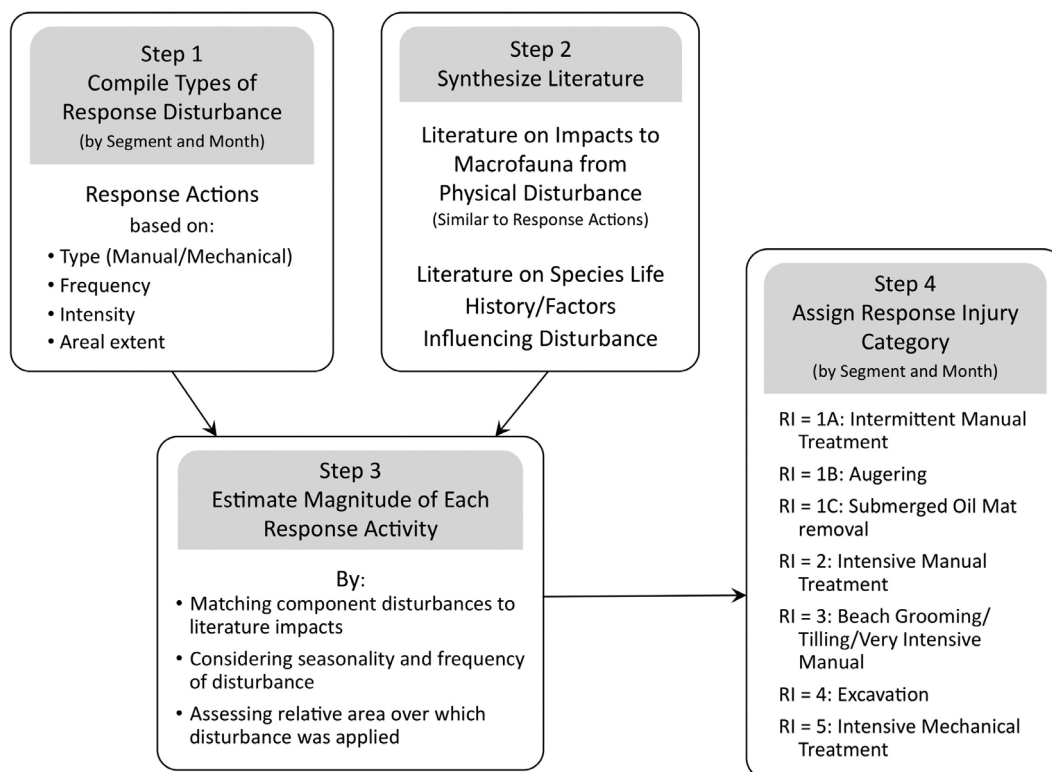 Step 1
Compile Types of
Response Disturbance
(by Segment and Month)
Response Actions
based on:
• Type (Manual/Mechanical)
• Frequency
• Intensity
• Areal extent
Step 2
Synthesize Literature
Literature on Impacts to
Macrofauna from
Physical Disturbance
(Similar to Response Actions)
Literature on Species Life
History/Factors
Influencing Disturbance
Step 3
Estimate Magnitude of Each
Response Activity
By:
• Matching component disturbances to
literature impacts
• Considering seasonality and frequency
of disturbance
• Assessing relative area over which
disturbance was applied
Step 4
Assign Response Injury
Category
(by Segment and Month)
RI = 1A: Intermittent Manual
Treatment
RI = 1B: Augering
RI = 1C: Submerged Oil Mat
removal
RI = 2: Intensive Manual
Treatment
RI = 3: Beach Grooming/
Tilling/Very Intensive
Manual
RI = 4: Excavation
RI = 5: Intensive Mechanical
Treatment